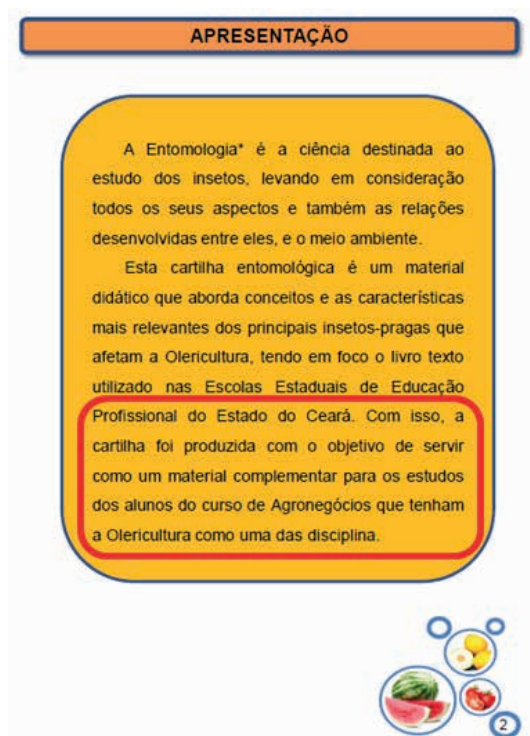 APRESENTAÇÃO
A Entomologia* é a ciência destinada ao
estudo dos insetos, levando em consideração
todos os seus aspectos e também as relações
desenvolvidas entre eles, e o meio ambiente.
Esta cartilha entomológica é um material
didático que aborda conceitos e as características
mais relevantes dos principais insetos-pragas que
afetam a Olericultura, tendo em foco o livro texto
utilizado nas Escolas Estaduais de Educação
Profissional do Estado do Ceará. Com isso, a
cartilha foi produzida com o objetivo de servir
como um material complementar para os estudos
dos alunos do curso de Agronegócios que tenham
a Olericultura como uma das disciplina.
2